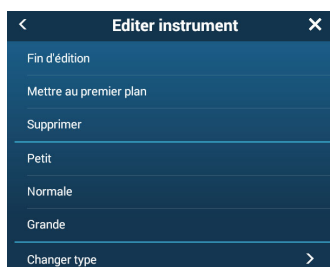 Editer instrument
Fin d'édition
Mettre au premier plan
Supprimer
Petit
Normale
Grande
Changer type